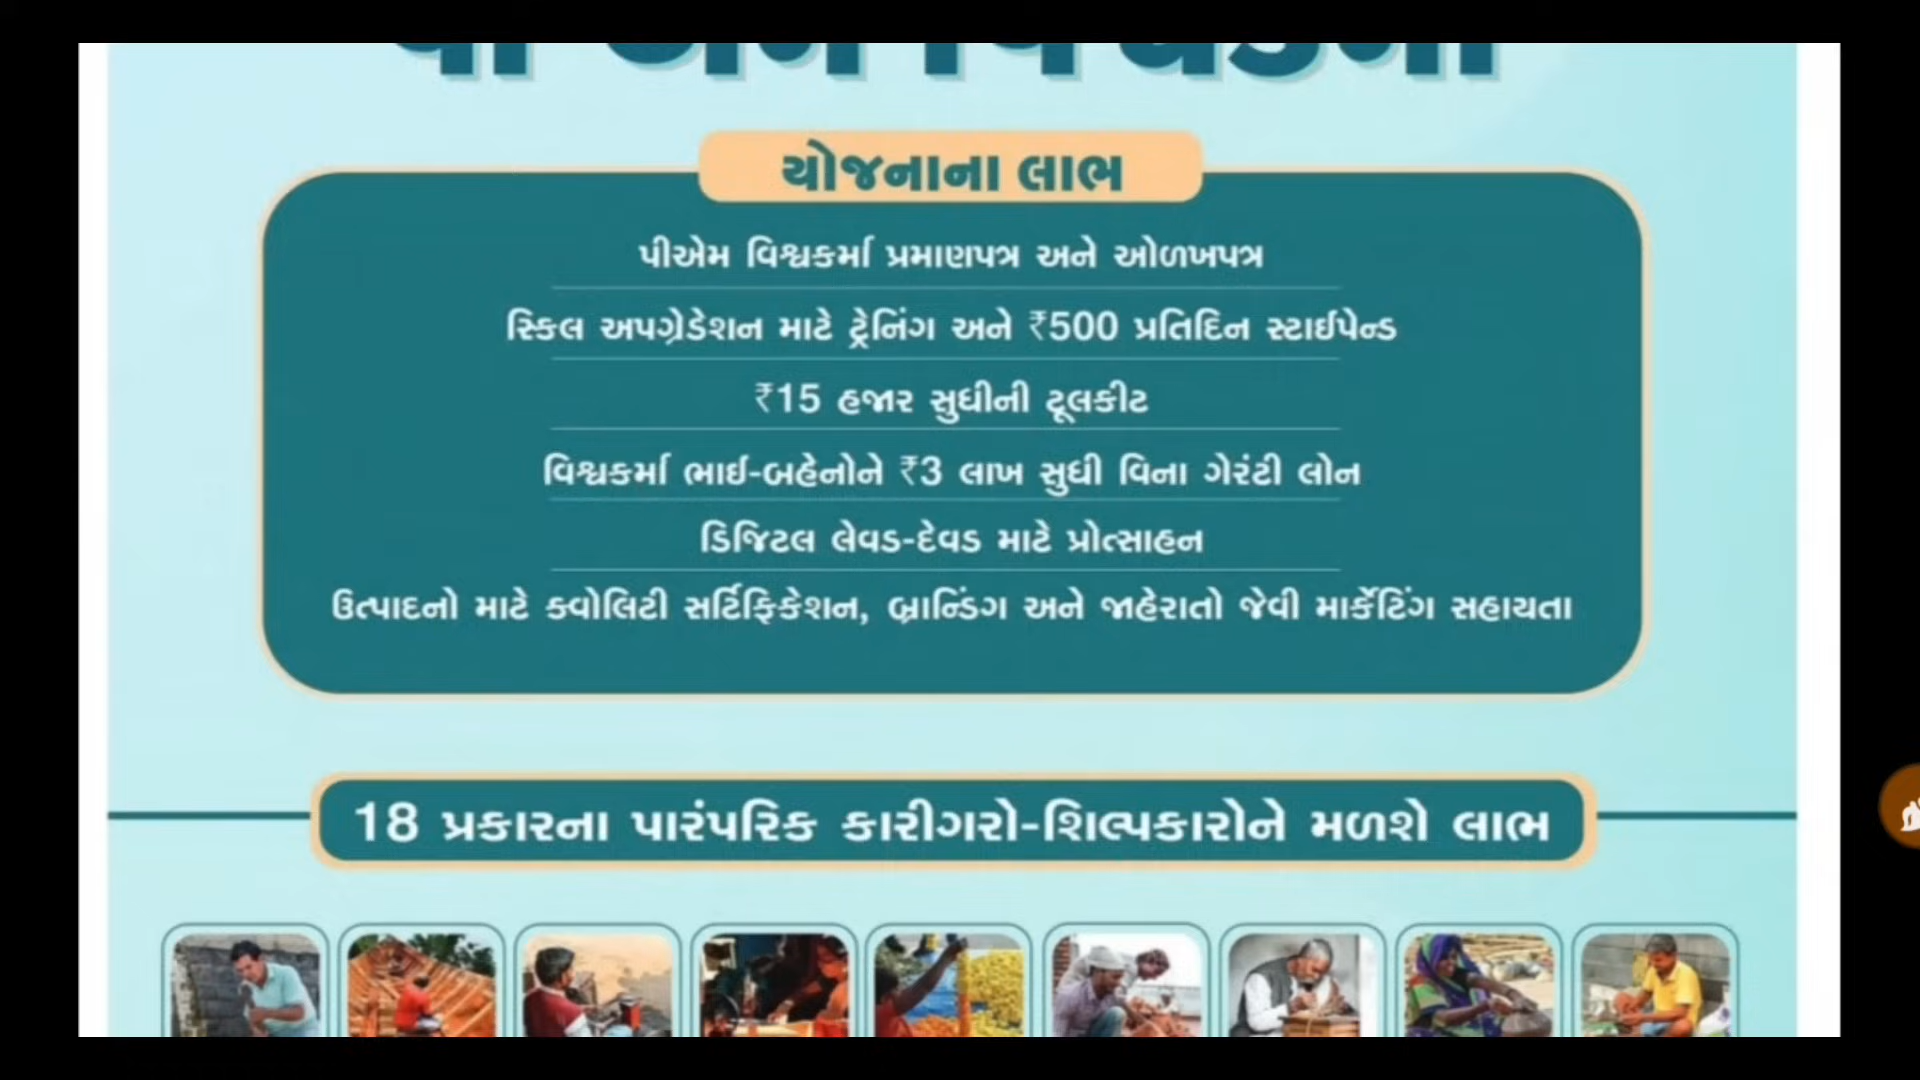 યોજનાના લાભ
પીએમ વિશ્વકર્મા પ્રમાણપત્ર અને ઓળખપત્ર
સ્કિલ અપગ્રેડેશન માટે ટ્રેનિંગ અને ₹500 પ્રતિદિન સ્ટાઈપેન્ડ
₹15 હજાર સુધીની ટૂલકીટ
વિશ્વકર્મા ભાઈ-બહેનોને ₹3 લાખ સુધી વિના ગેરંટી લોન
ડિજિટલ લેવડ-દેવડ માટે પ્રોત્સાહન
ઉત્પાદનો માટે ક્વોલિટી સર્ટિફિકેશન, બ્રાન્ડિંગ અને જાહેરાતો જેવી માર્કેટિંગ સહાયતા
18 પ્રકારના પારંપરિક કારીગરો-શિલ્પકારોને મળશે લાભ